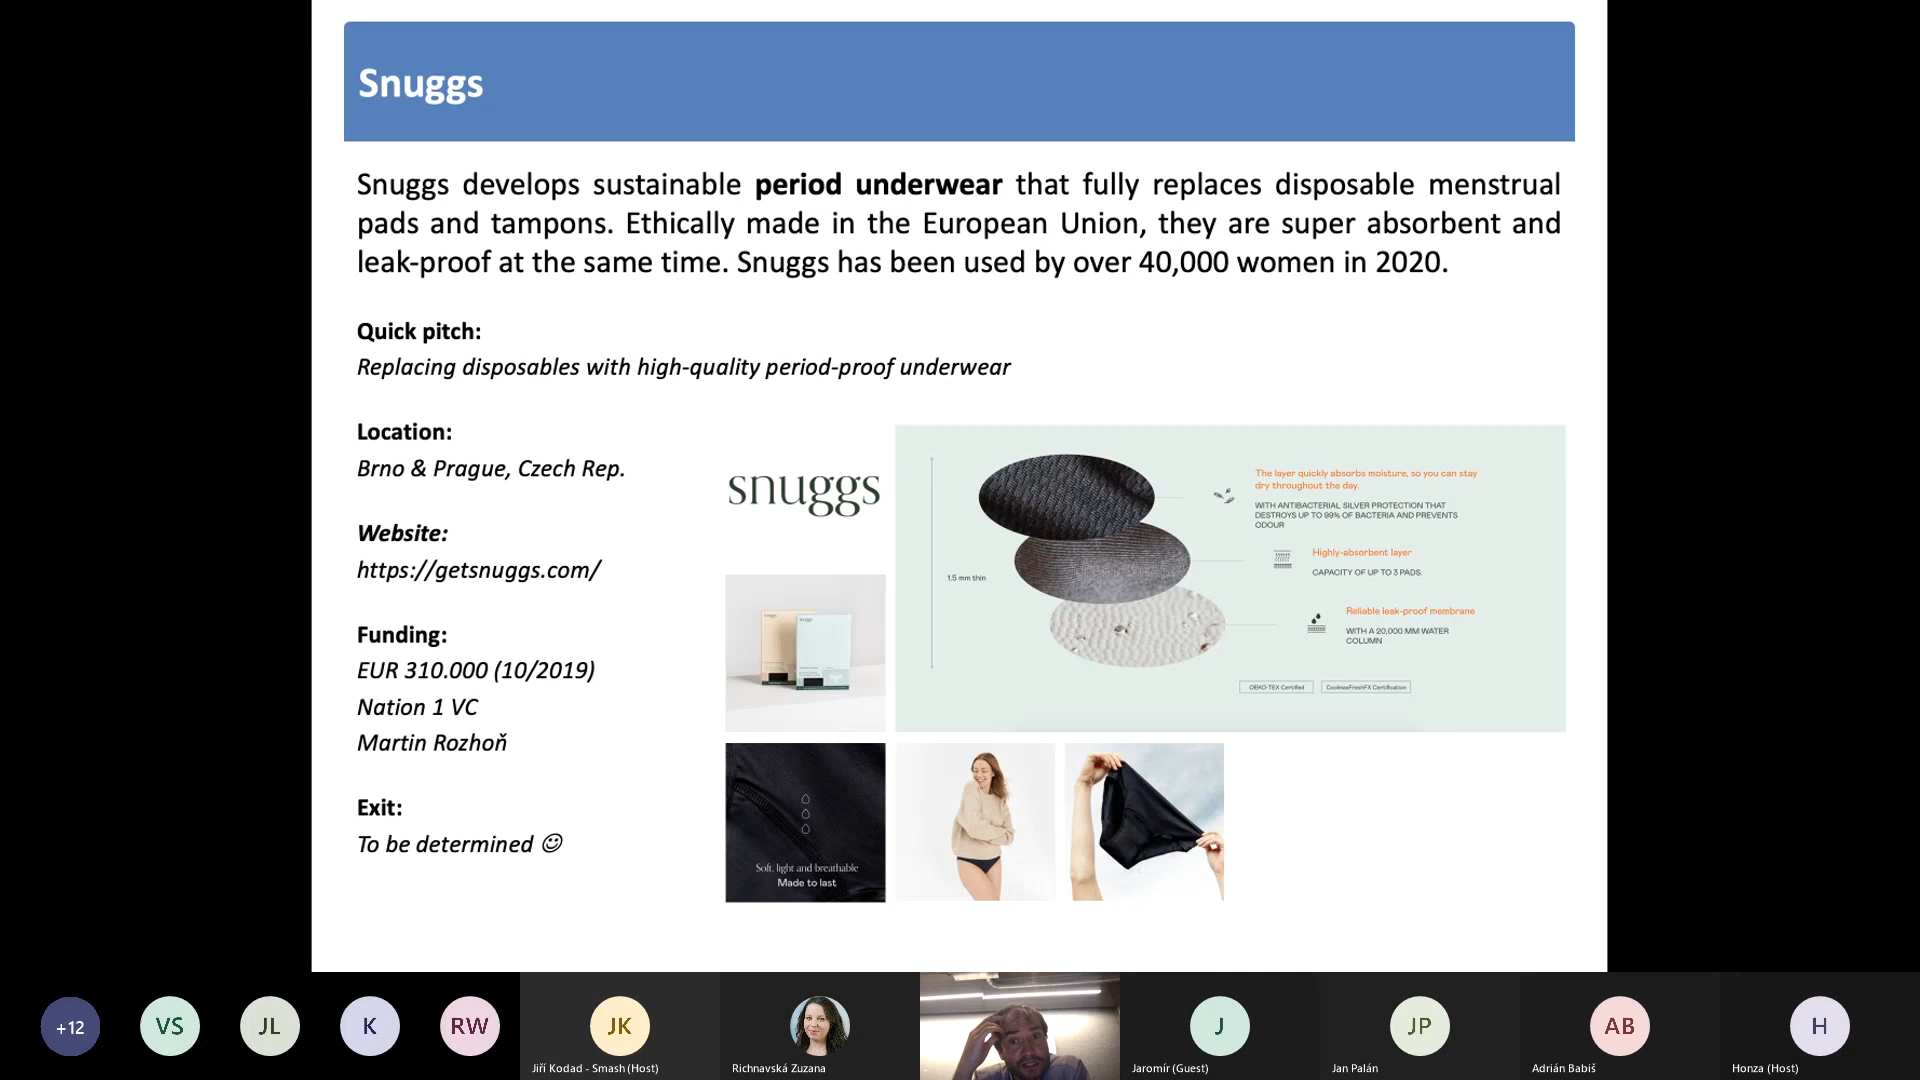 Snuggs
Snuggs develops sustainable period underwear that fully replaces disposable menstrual
pads and tampons. Ethically made in the European Union, they are super absorbent and
leak-proof at the same time. Snuggs has been used by over 40,000 women in 2020.
Quick pitch:
Replacing disposables with high-quality period-proof underwear
Location:
Brno & Prague, Czech Rep.
Website:
https://getsnuggs.com/
Funding:
EUR 310.000 (10/2019)
Nation 1 VC
Martin Rozhoň
Exit:
To be determined ☺
snuggs
1.5 mm thin
The layer quickly absorbs moisture, so you can stay
dry throughout the day.
WITH ANTIBACTERIAL SILVER PROTECTION THAT
DESTROYS UP TO 99% OF BACTERIA AND PREVENTS
ODOUR
Highly-absorbent layer
CAPACITY OF UP TO 3 PADS.
Reliable leak-proof membrane
WITH A 20,000 MM WATER
COLUMN
OEKO-TEX Certified
CoolmaxFreshFX Certification
Soft, light and breathable
Made to last
+12
VS
JL
K
RW
JK
Jiří Kodad - Smash (Host)
Richnavská Zuzana
J
Jaromír (Guest)
JP
Jan Palán
AB
Adrián Babiš
H
Honza (Host)